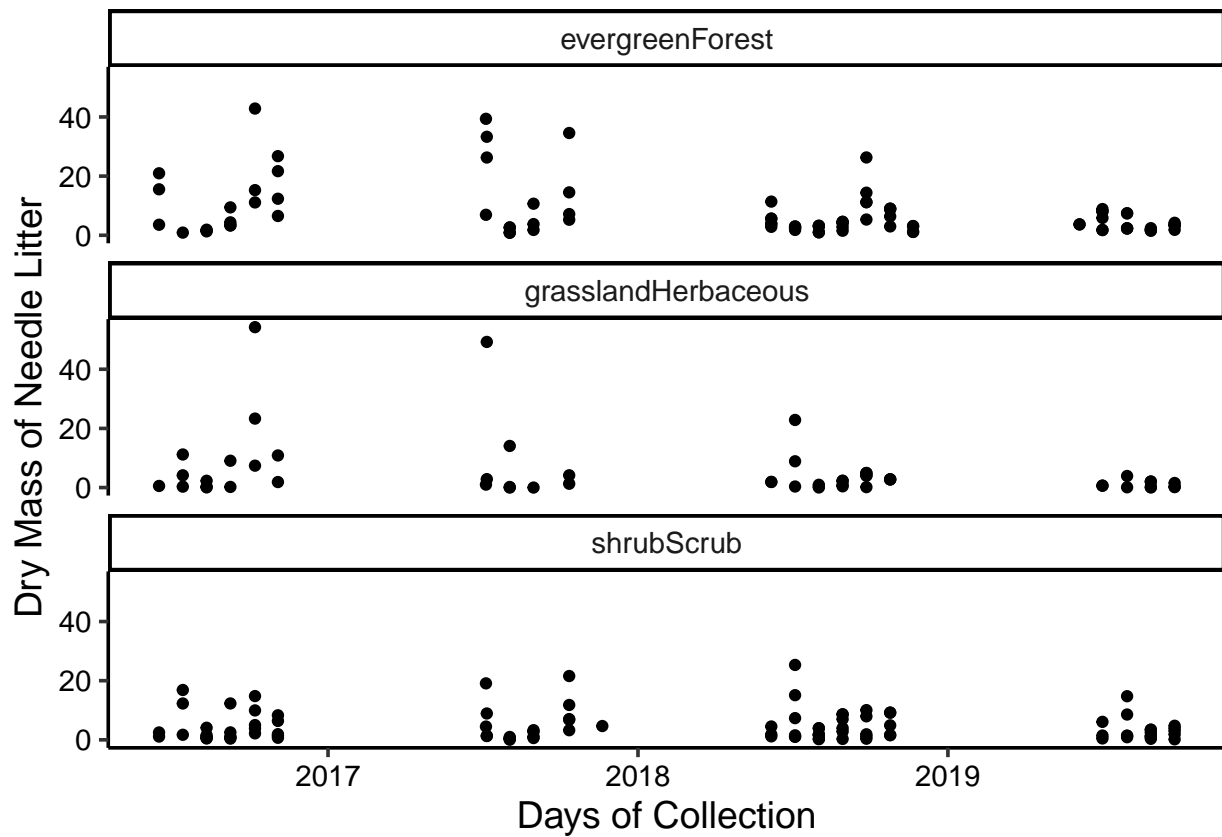 evergreenForest
40
20
0
grasslandHerbaceous
40
20
0
shrubScrub
40
20
0
Dry Mass of Needle Litter
2017 2018 2019
Days of Collection